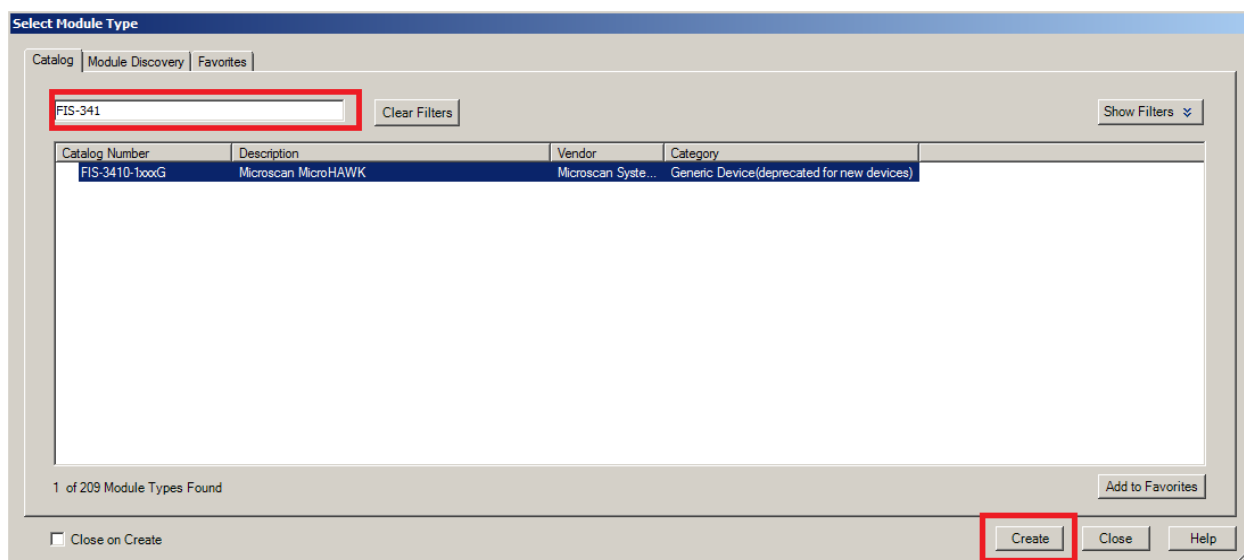 Select Module Type
Catalog Module Discovery Favorites
FIS-341 Clear Filters Show Filters
Catalog Number Description Vendor Category
FIS-3410-1xxxG Microscan MicroHAWK Microscan Syste... Generic Device(deprecated for new devices)
1 of 209 Module Types Found Add to Favorites
Close on Create Create Close Help